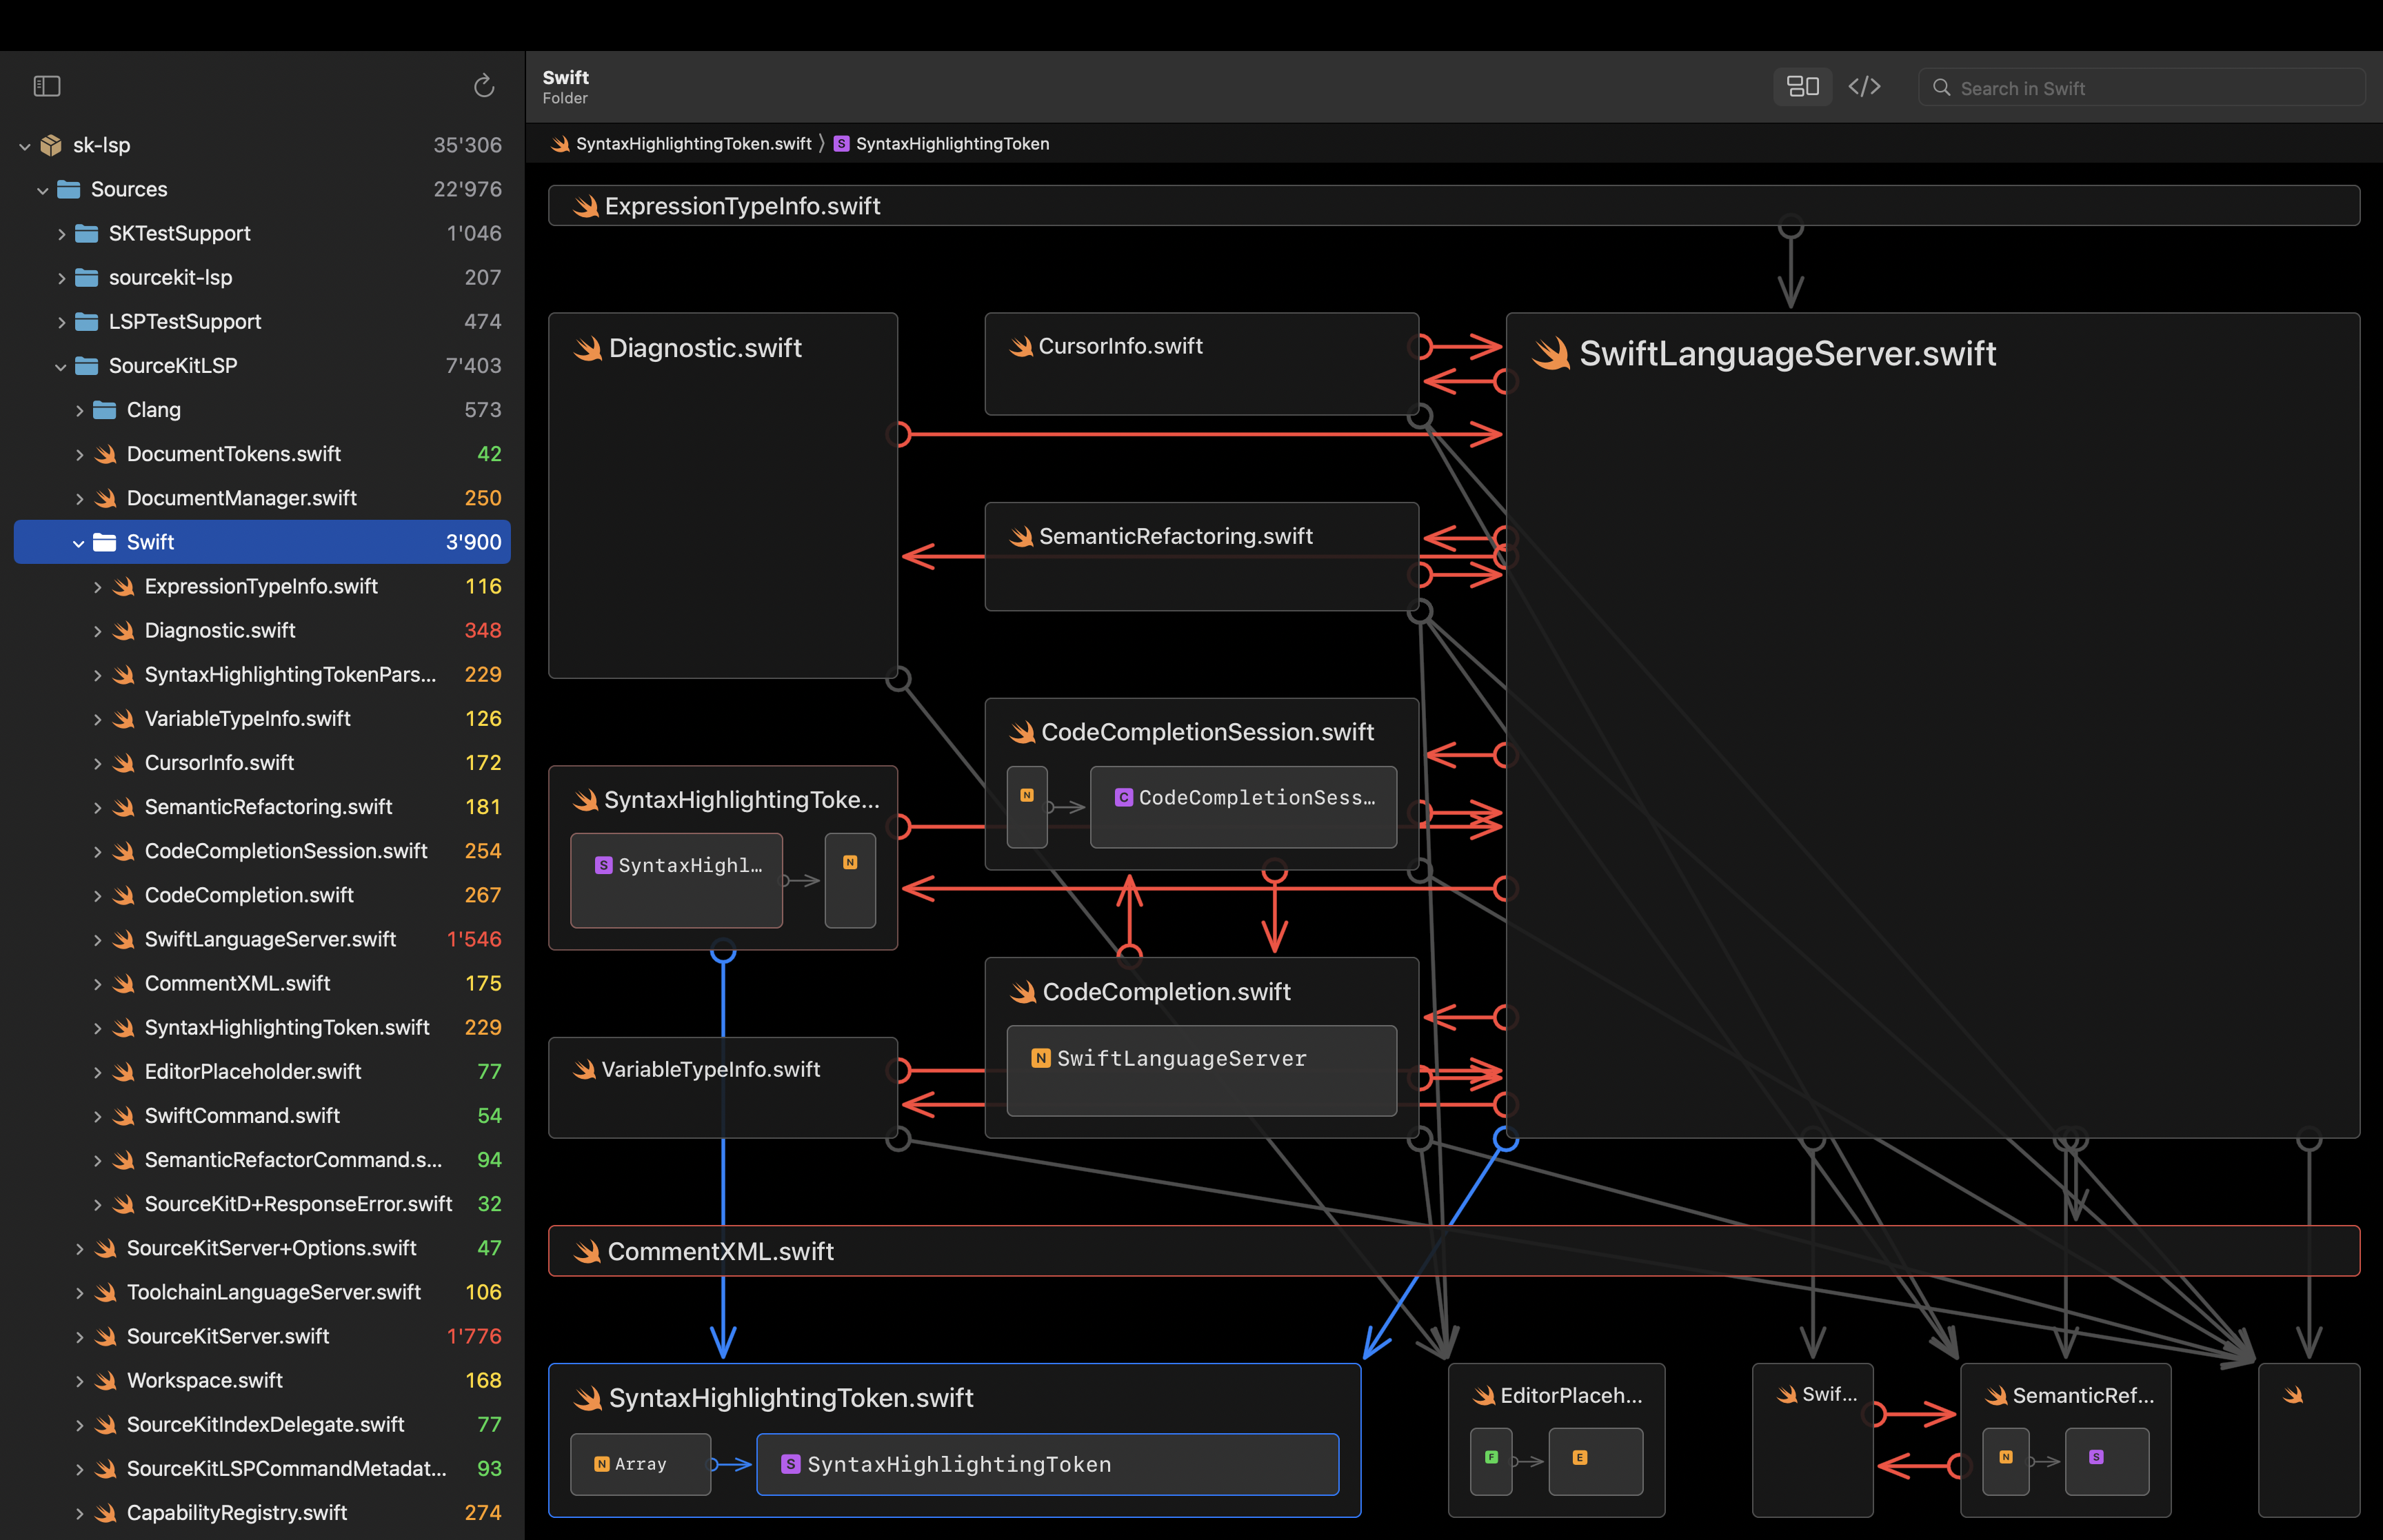 Swift
Folder
Search in Swift
SyntaxHighlightingToken.swift
S SyntaxHighlightingToken
sk-lsp 35'306
Sources 22'976
SKTestSupport 1'046
sourcekit-lsp 207
LSPTestSupport 474
SourceKitLSP 7'403
Clang 573
DocumentTokens.swift 42
DocumentManager.swift 250
Swift 3'900
ExpressionTypeInfo.swift 116
Diagnostic.swift 348
SyntaxHighlightingTokenPars... 229
VariableTypeInfo.swift 126
CursorInfo.swift 172
SemanticRefactoring.swift 181
CodeCompletionSession.swift 254
CodeCompletion.swift 267
SwiftLanguageServer.swift 1'546
CommentXML.swift 175
SyntaxHighlightingToken.swift 229
EditorPlaceholder.swift 77
SwiftCommand.swift 54
SemanticRefactorCommand.s... 94
SourceKitD+ResponseError.swift 32
SourceKitServer+Options.swift 47
ToolchainLanguageServer.swift 106
SourceKitServer.swift 1'776
Workspace.swift 168
SourceKitIndexDelegate.swift 77
SourceKitLSPCommandMetadat... 93
CapabilityRegistry.swift 274
ExpressionTypeInfo.swift
Diagnostic.swift
CursorInfo.swift
SwiftLanguageServer.swift
SemanticRefactoring.swift
CodeCompletionSession.swift
N
C CodeCompletionSess…
SyntaxHighlightingToke...
S SyntaxHighl…
N
CodeCompletion.swift
N SwiftLanguageServer
VariableTypeInfo.swift
CommentXML.swift
SyntaxHighlightingToken.swift
N Array
S SyntaxHighlightingToken
EditorPlaceh...
F
E
Swif...
SemanticRef...
N
S